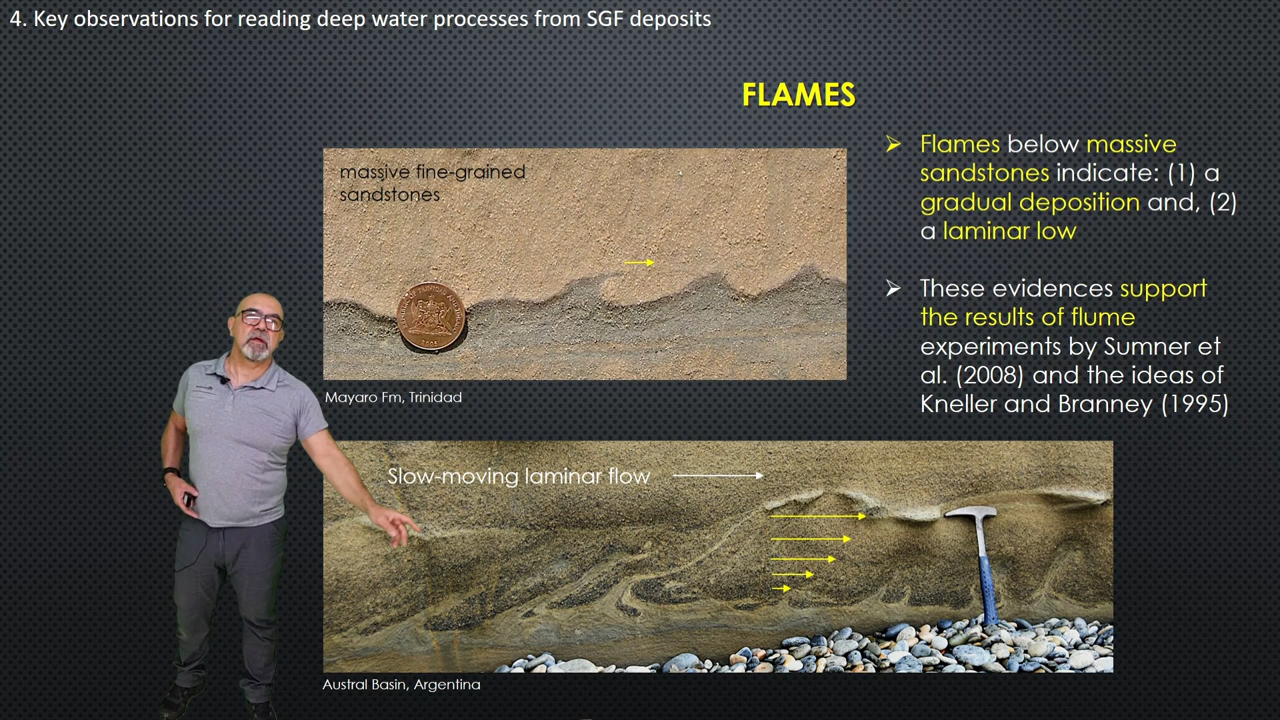 4. Key observations for reading deep water processes from SGF deposits
FLAMES
massive fine-grained
sandstones
Mayaro Fm, Trinidad
Flames below massive
sandstones indicate: (1) a
gradual deposition and, (2)
a laminar low
These evidences support
the results of flume
experiments by Sumner et
al. (2008) and the ideas of
Kneller and Branney (1995)
Slow-moving laminar flow
Austral Basin, Argentina